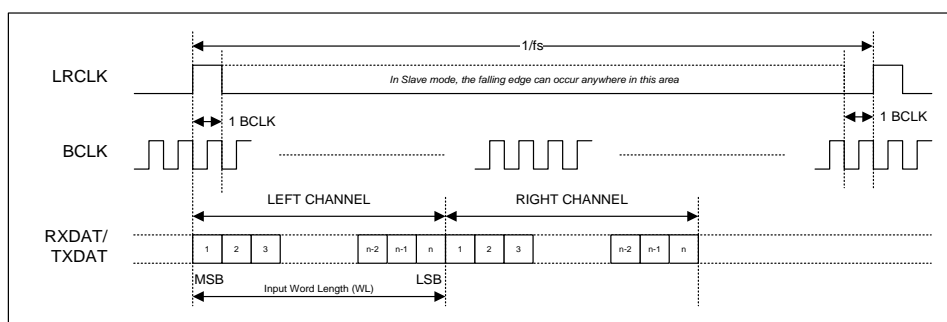 1/fs
LRCLK
In Slave mode, the falling edge can occur anywhere in this area
1 BCLK
1 BCLK
BCLK
LEFT CHANNEL
RIGHT CHANNEL
RXDAT/
TXDAT
1 2 3 n-2 n-1 n 1 2 3 n-2 n-1 n
MSB
LSB
Input Word Length (WL)